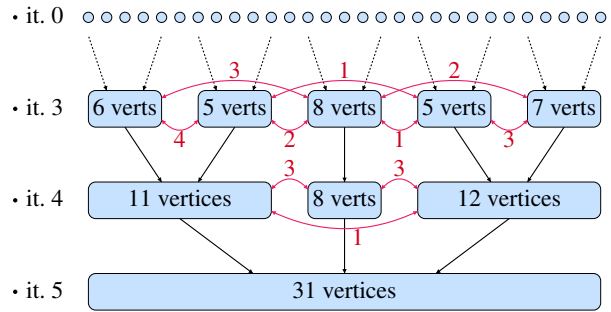 • it. 0
3 1 2
• it. 3 6 verts 5 verts 8 verts 5 verts 7 verts
4 2 1 3
3 3
• it. 4 11 vertices 8 verts 12 vertices
1
• it. 5 31 vertices